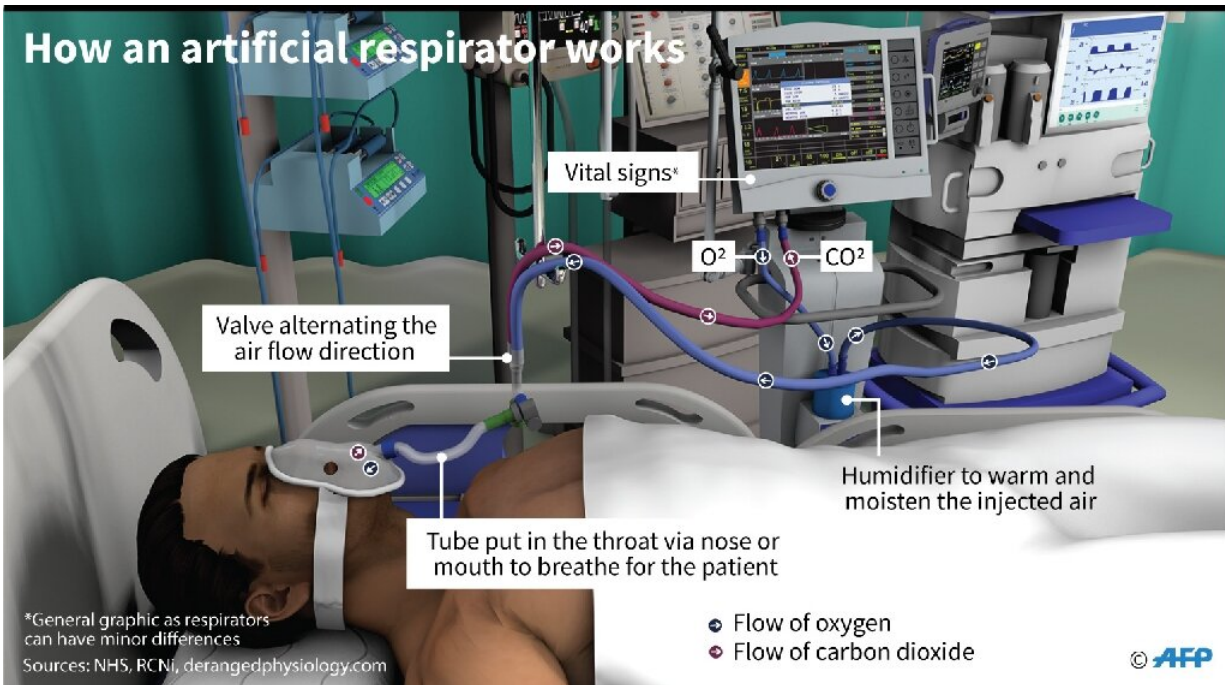 How an artificial respirator works
Vital signs*
O²
CO²
Valve alternating the
air flow direction
Humidifier to warm and
moisten the injected air
Tube put in the throat via nose or
mouth to breathe for the patient
*General graphic as respirators
can have minor differences
Sources: NHS, RCNi, derangedphysiology.com
Flow of oxygen
Flow of carbon dioxide
© AFP